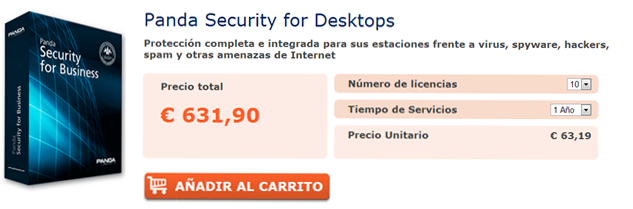 Panda Security for Desktops
Protección completa e integrada para sus estaciones frente a virus, spyware, hackers,
spam y otras amenazas de Internet
Panda
Security
for Business
Panda
Security for Business
PANDA
Precio total
€ 631,90
Número de licencias
10
Tiempo de Servicios
1 Año
Precio Unitario
€ 63,19
AÑADIR AL CARRITO